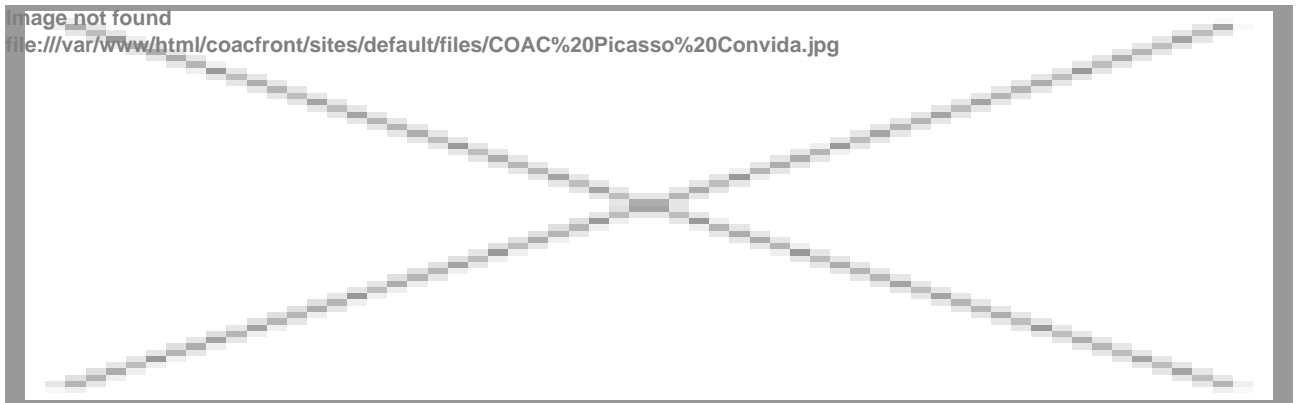 Image not found
file:///var/www/html/coacfront/sites/default/files/COAC%20Picasso%20Convida.jpg